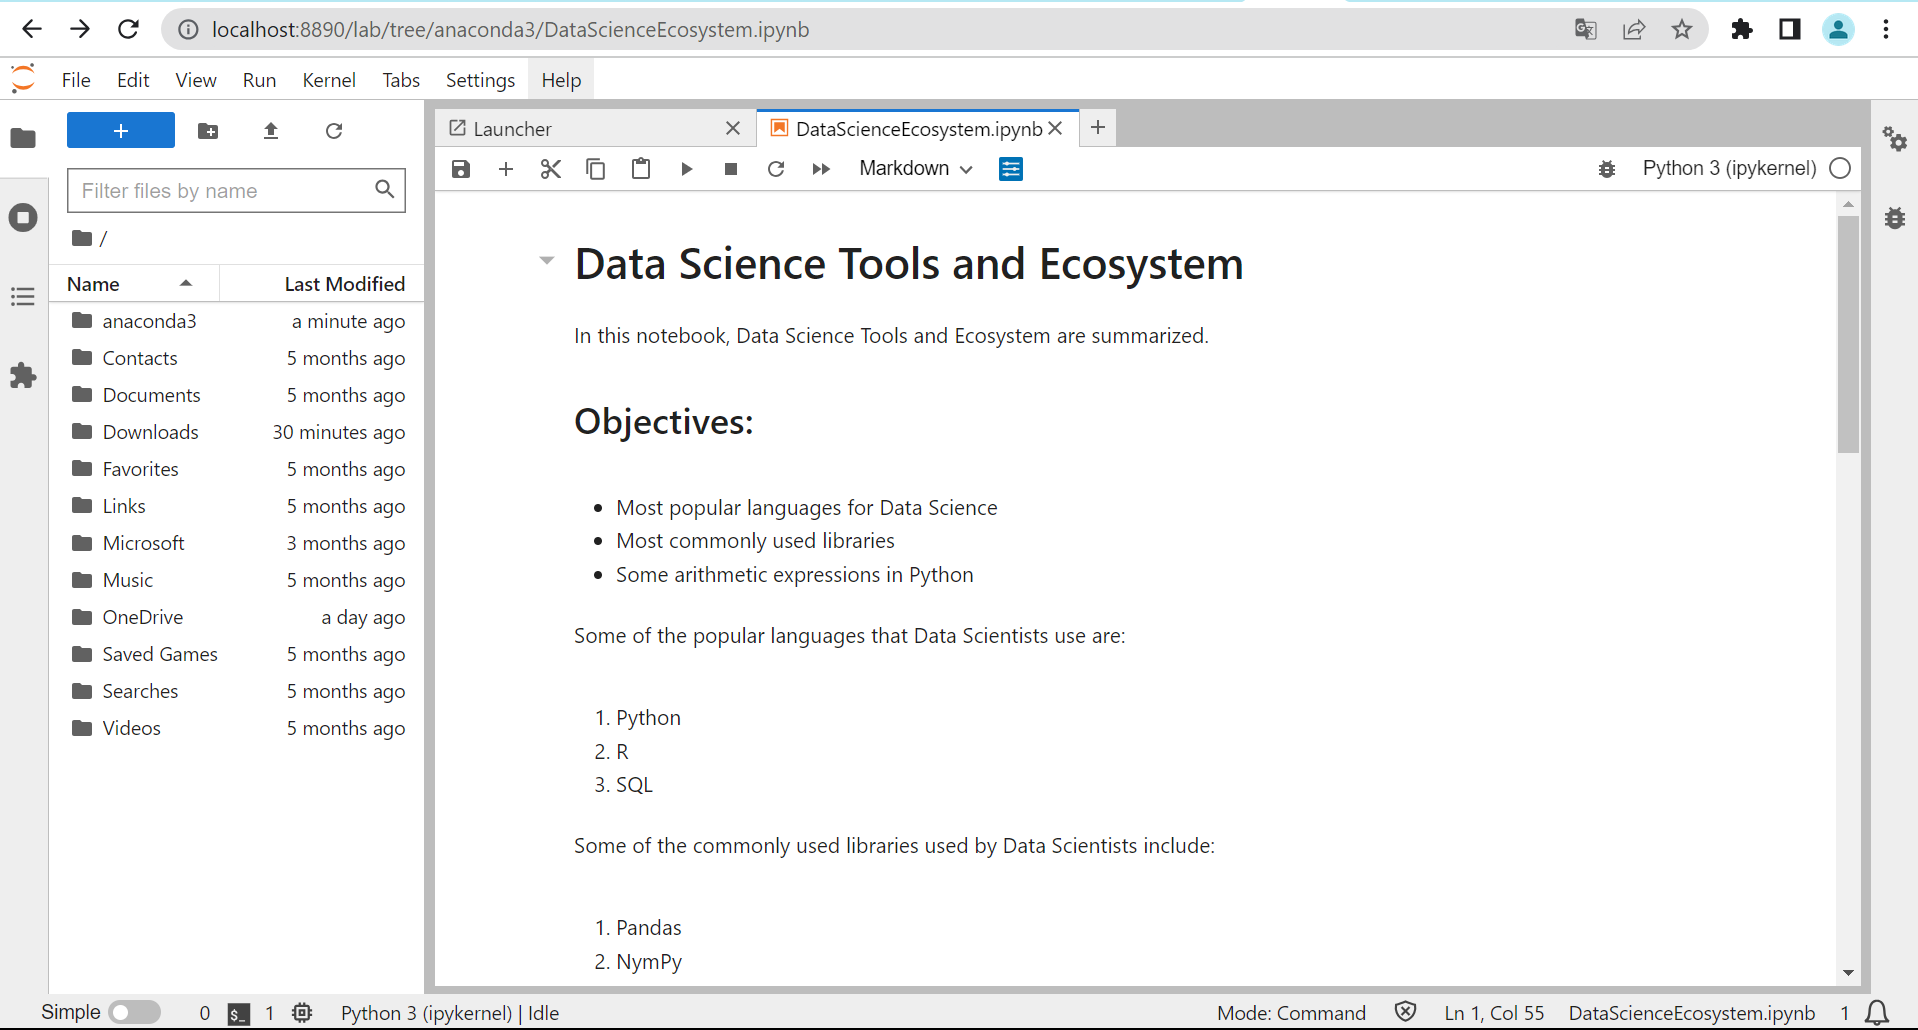 localhost:8890/lab/tree/anaconda3/DataScienceEcosystem.ipynb
File Edit View Run Kernel Tabs Settings Help
+
Filter files by name
/
Name Last Modified
anaconda3 a minute ago
Contacts 5 months ago
Documents 5 months ago
Downloads 30 minutes ago
Favorites 5 months ago
Links 5 months ago
Microsoft 3 months ago
Music 5 months ago
OneDrive a day ago
Saved Games 5 months ago
Searches 5 months ago
Videos 5 months ago
Launcher DataScienceEcosystem.ipynb
Markdown Python 3 (ipykernel)
Data Science Tools and Ecosystem
In this notebook, Data Science Tools and Ecosystem are summarized.
Objectives:
• Most popular languages for Data Science
• Most commonly used libraries
• Some arithmetic expressions in Python
Some of the popular languages that Data Scientists use are:
1. Python
2. R
3. SQL
Some of the commonly used libraries used by Data Scientists include:
1. Pandas
2. NymPy
Simple 0 $_ 1 Python 3 (ipykernel) | Idle Mode: Command Ln 1, Col 55 DataScienceEcosystem.ipynb 1